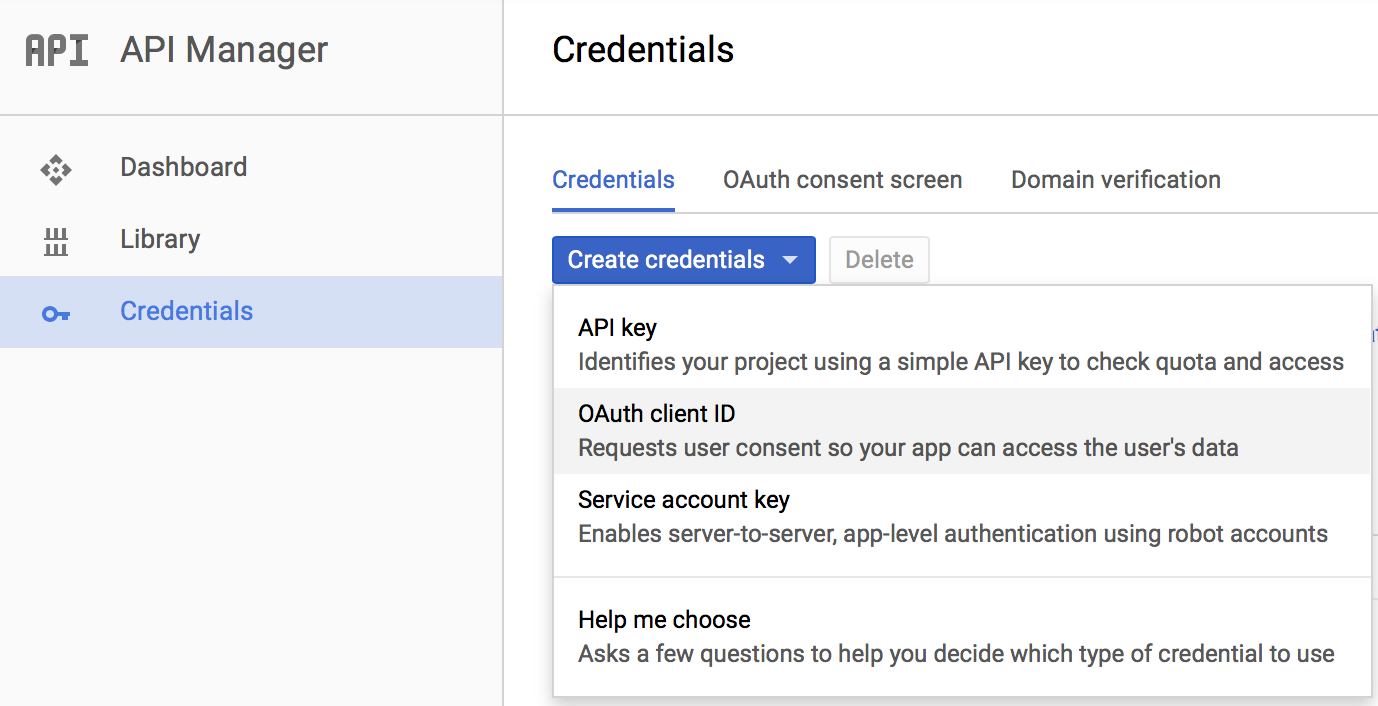 API API Manager
Credentials
Dashboard
Library
Credentials
Credentials OAuth consent screen Domain verification
Create credentials Delete
API key
Identifies your project using a simple API key to check quota and access
OAuth client ID
Requests user consent so your app can access the user's data
Service account key
Enables server-to-server, app-level authentication using robot accounts
Help me choose
Asks a few questions to help you decide which type of credential to use